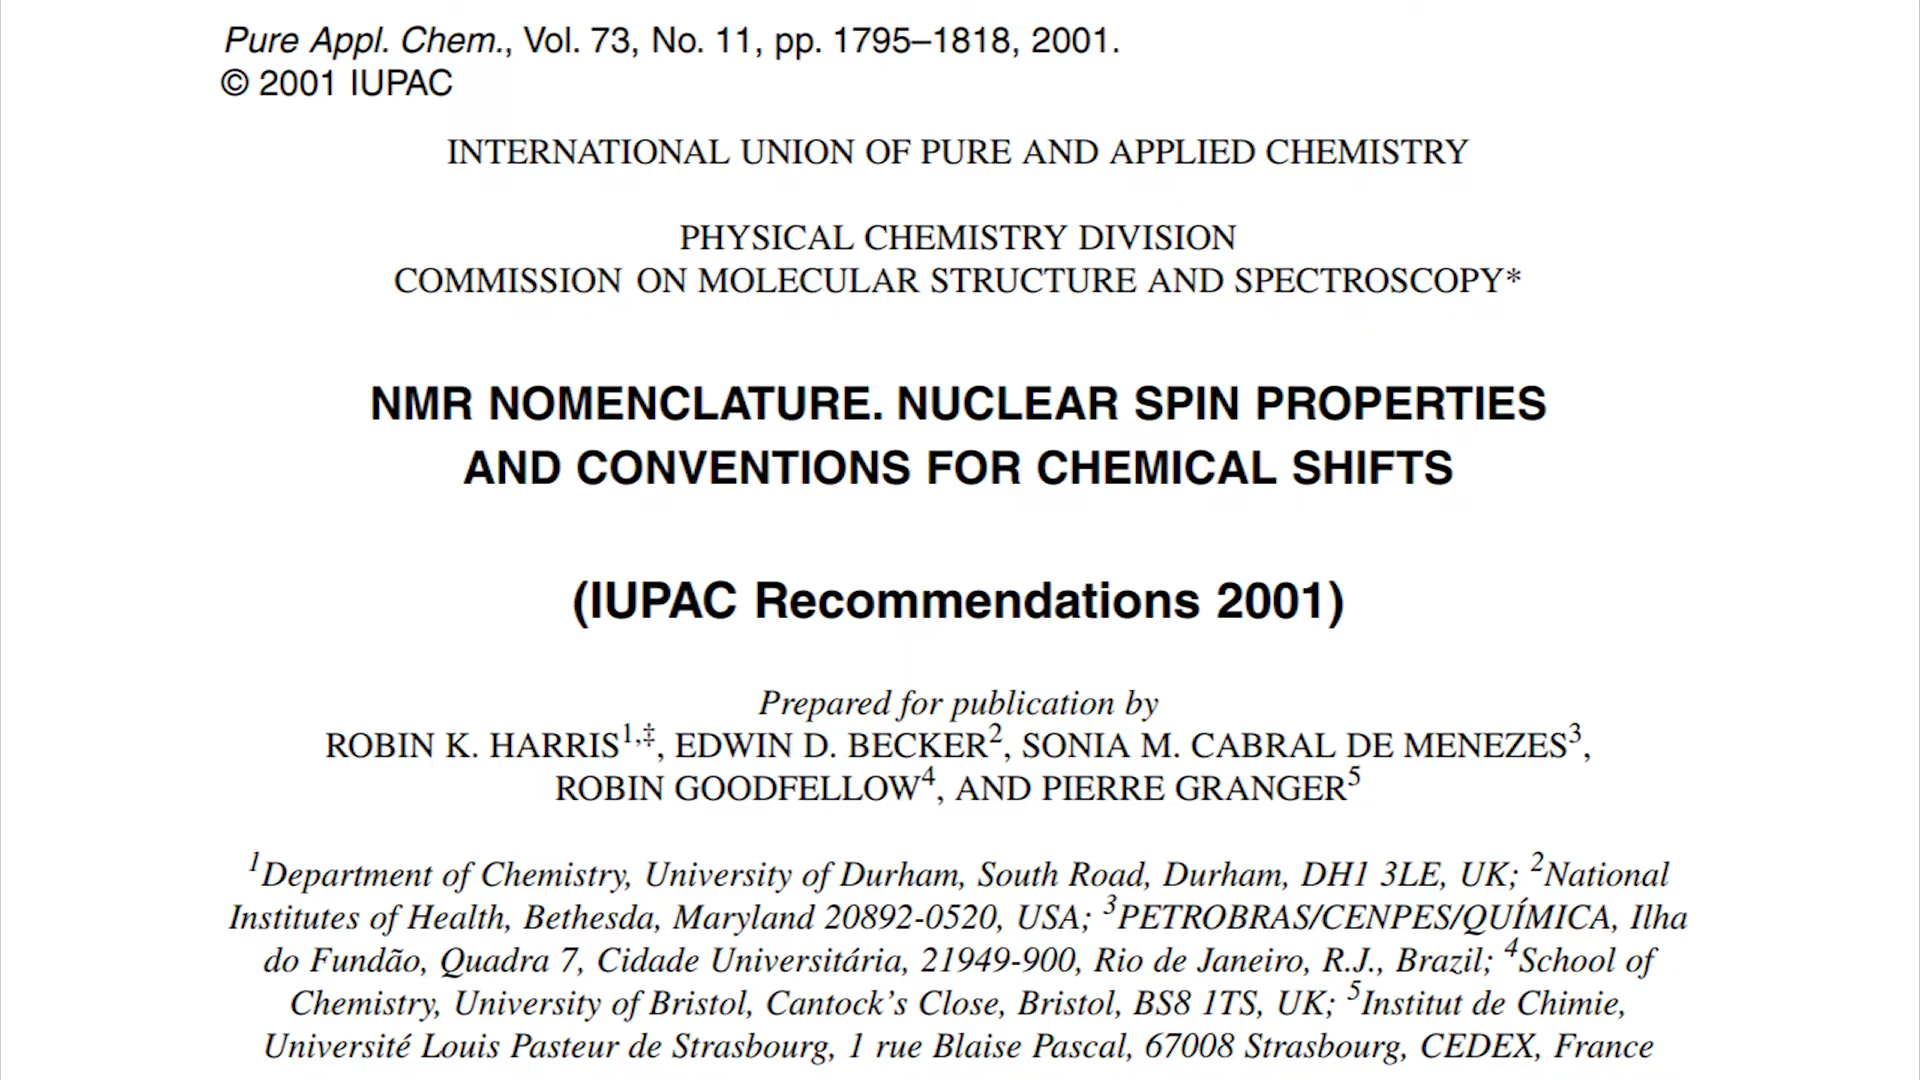 Pure Appl. Chem., Vol. 73, No. 11, pp. 1795–1818, 2001.
© 2001 IUPAC
INTERNATIONAL UNION OF PURE AND APPLIED CHEMISTRY
PHYSICAL CHEMISTRY DIVISION
COMMISSION ON MOLECULAR STRUCTURE AND SPECTROSCOPY*
NMR NOMENCLATURE. NUCLEAR SPIN PROPERTIES
AND CONVENTIONS FOR CHEMICAL SHIFTS
(IUPAC Recommendations 2001)
Prepared for publication by
ROBIN K. HARRIS1,‡, EDWIN D. BECKER2, SONIA M. CABRAL DE MENEZES3,
ROBIN GOODFELLOW4, AND PIERRE GRANGER5
1Department of Chemistry, University of Durham, South Road, Durham, DH1 3LE, UK; 2National
Institutes of Health, Bethesda, Maryland 20892-0520, USA; 3PETROBRAS/CENPES/QUÍMICA, Ilha
do Fundão, Quadra 7, Cidade Universitária, 21949-900, Rio de Janeiro, R.J., Brazil; 4School of
Chemistry, University of Bristol, Cantock’s Close, Bristol, BS8 1TS, UK; 5Institut de Chimie,
Université Louis Pasteur de Strasbourg, 1 rue Blaise Pascal, 67008 Strasbourg, CEDEX, France